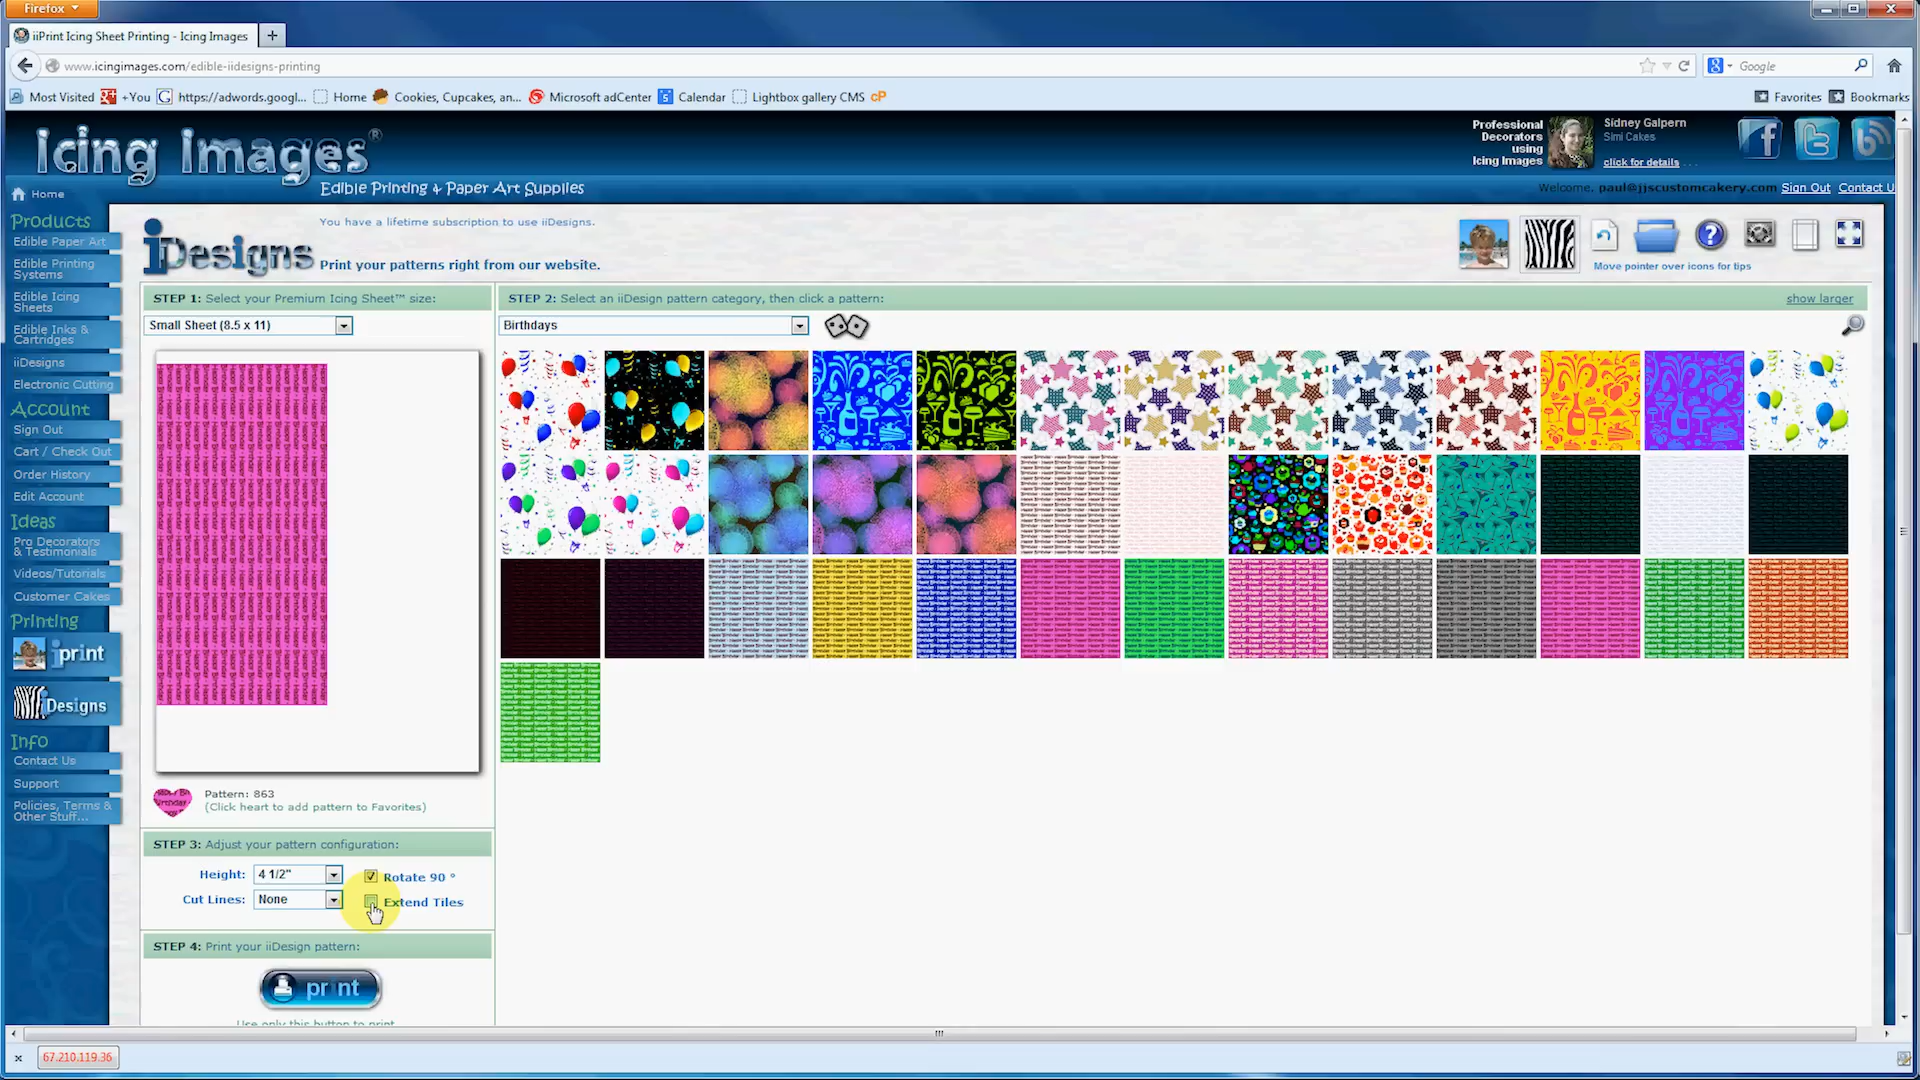 Firefox
iiPrint Icing Sheet Printing - Icing Images
www.icingimages.com/edible-iidesigns-printing
Google
Most Visited
+You
https://adwords.googl...
Home
Cookies, Cupcakes, an...
Microsoft adCenter
Calendar
Lightbox gallery CMS
Favorites
Bookmarks
Icing Images®
Edible Printing & Paper Art Supplies
Professional
Decorators
using
Icing Images
Sidney Galpern
Simi Cakes
click for details
Welcome, paul@jjscustomcakery.com Sign Out Contact U
Home
Products
Edible Paper Art
Edible Printing
Systems
Edible Icing
Sheets
Edible Inks &
Cartridges
iiDesigns
Electronic Cutting
Account
Sign Out
Cart / Check Out
Order History
Edit Account
Ideas
Pro Decorators
& Testimonials
Videos/Tutorials
Customer Cakes
Printing
iprint
iDesigns
Info
Contact Us
Support
Policies, Terms &
Other Stuff...
iDesigns
You have a lifetime subscription to use iiDesigns.
Print your patterns right from our website.
Move pointer over icons for tips
STEP 1: Select your Premium Icing Sheet™ size:
Small Sheet (8.5 x 11)
STEP 2: Select an iiDesign pattern category, then click a pattern:
show larger
Birthdays
Pattern: 863
(Click heart to add pattern to Favorites)
STEP 3: Adjust your pattern configuration:
Height: 4 1/2"
Rotate 90 °
Cut Lines: None
Extend Tiles
STEP 4: Print your iiDesign pattern:
print
Use only this button to print
67.210.119.36